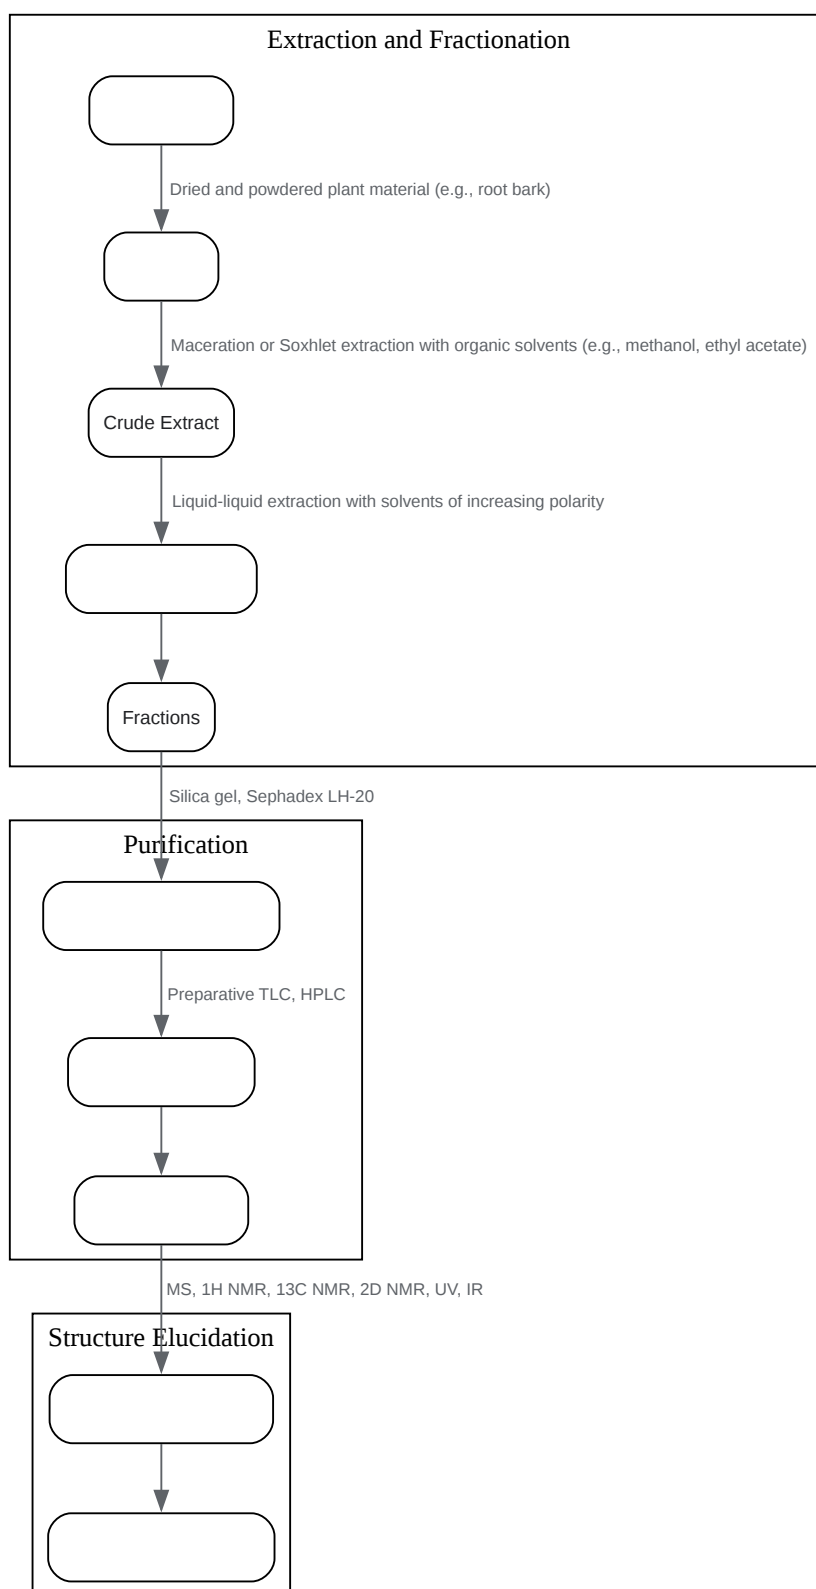 Extraction and Fractionation
Dried and powdered plant material (e.g., root bark)
Maceration or Soxhlet extraction with organic solvents (e.g., methanol, ethyl acetate)
Crude Extract
Liquid-liquid extraction with solvents of increasing polarity
Fractions
Silica gel, Sephadex LH-20
Purification
Preparative TLC, HPLC
MS, 1H NMR, 13C NMR, 2D NMR, UV, IR
Structure Elucidation